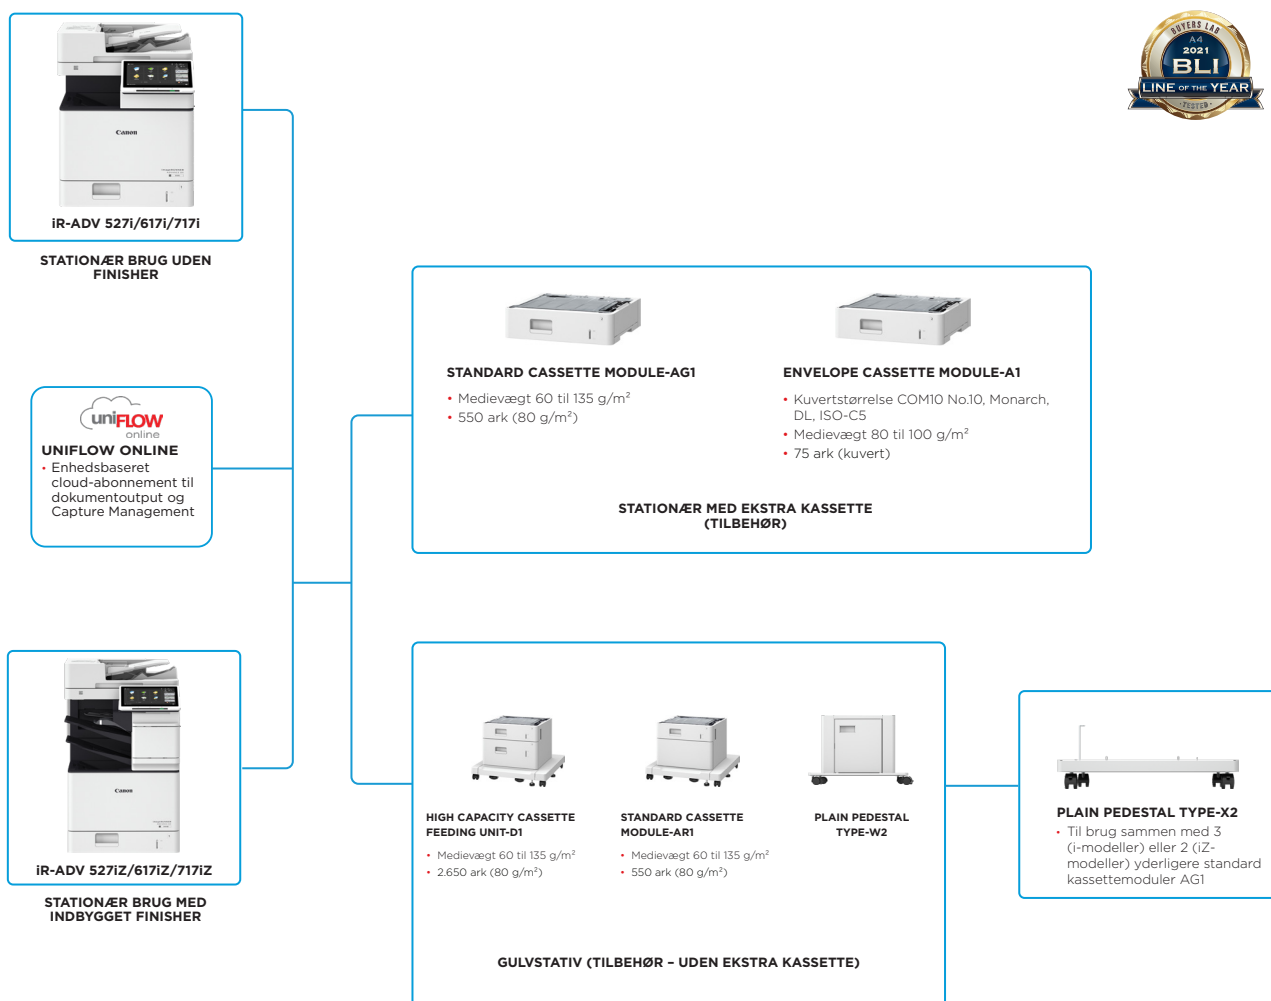 BUYERS LAB
A4
2021
BLI
LINE OF THE YEAR
· TESTED ·
Canon
iR-ADV 527i/617i/717i
STATIONÆR BRUG UDEN
FINISHER
STANDARD CASSETTE MODULE-AG1
• Medievægt 60 til 135 g/m²
• 550 ark (80 g/m²)
ENVELOPE CASSETTE MODULE-A1
• Kuvertstørrelse COM10 No.10, Monarch,
DL, ISO-C5
• Medievægt 80 til 100 g/m²
• 75 ark (kuvert)
STATIONÆR MED EKSTRA KASSETTE
(TILBEHØR)
uniFLOW
online
UNIFLOW ONLINE
• Enhedsbaseret
cloud-abonnement til
dokumentoutput og
Capture Management
Canon
iR-ADV 527iZ/617iZ/717iZ
STATIONÆR BRUG MED
INDBYGGET FINISHER
HIGH CAPACITY CASSETTE
FEEDING UNIT-D1
• Medievægt 60 til 135 g/m²
• 2.650 ark (80 g/m²)
STANDARD CASSETTE
MODULE-AR1
• Medievægt 60 til 135 g/m²
• 550 ark (80 g/m²)
PLAIN PEDESTAL
TYPE-W2
GULVSTATIV (TILBEHØR – UDEN EKSTRA KASSETTE)
PLAIN PEDESTAL TYPE-X2
• Til brug sammen med 3
(i-modeller) eller 2 (iZ-
modeller) yderligere standard
kassettemoduler AG1